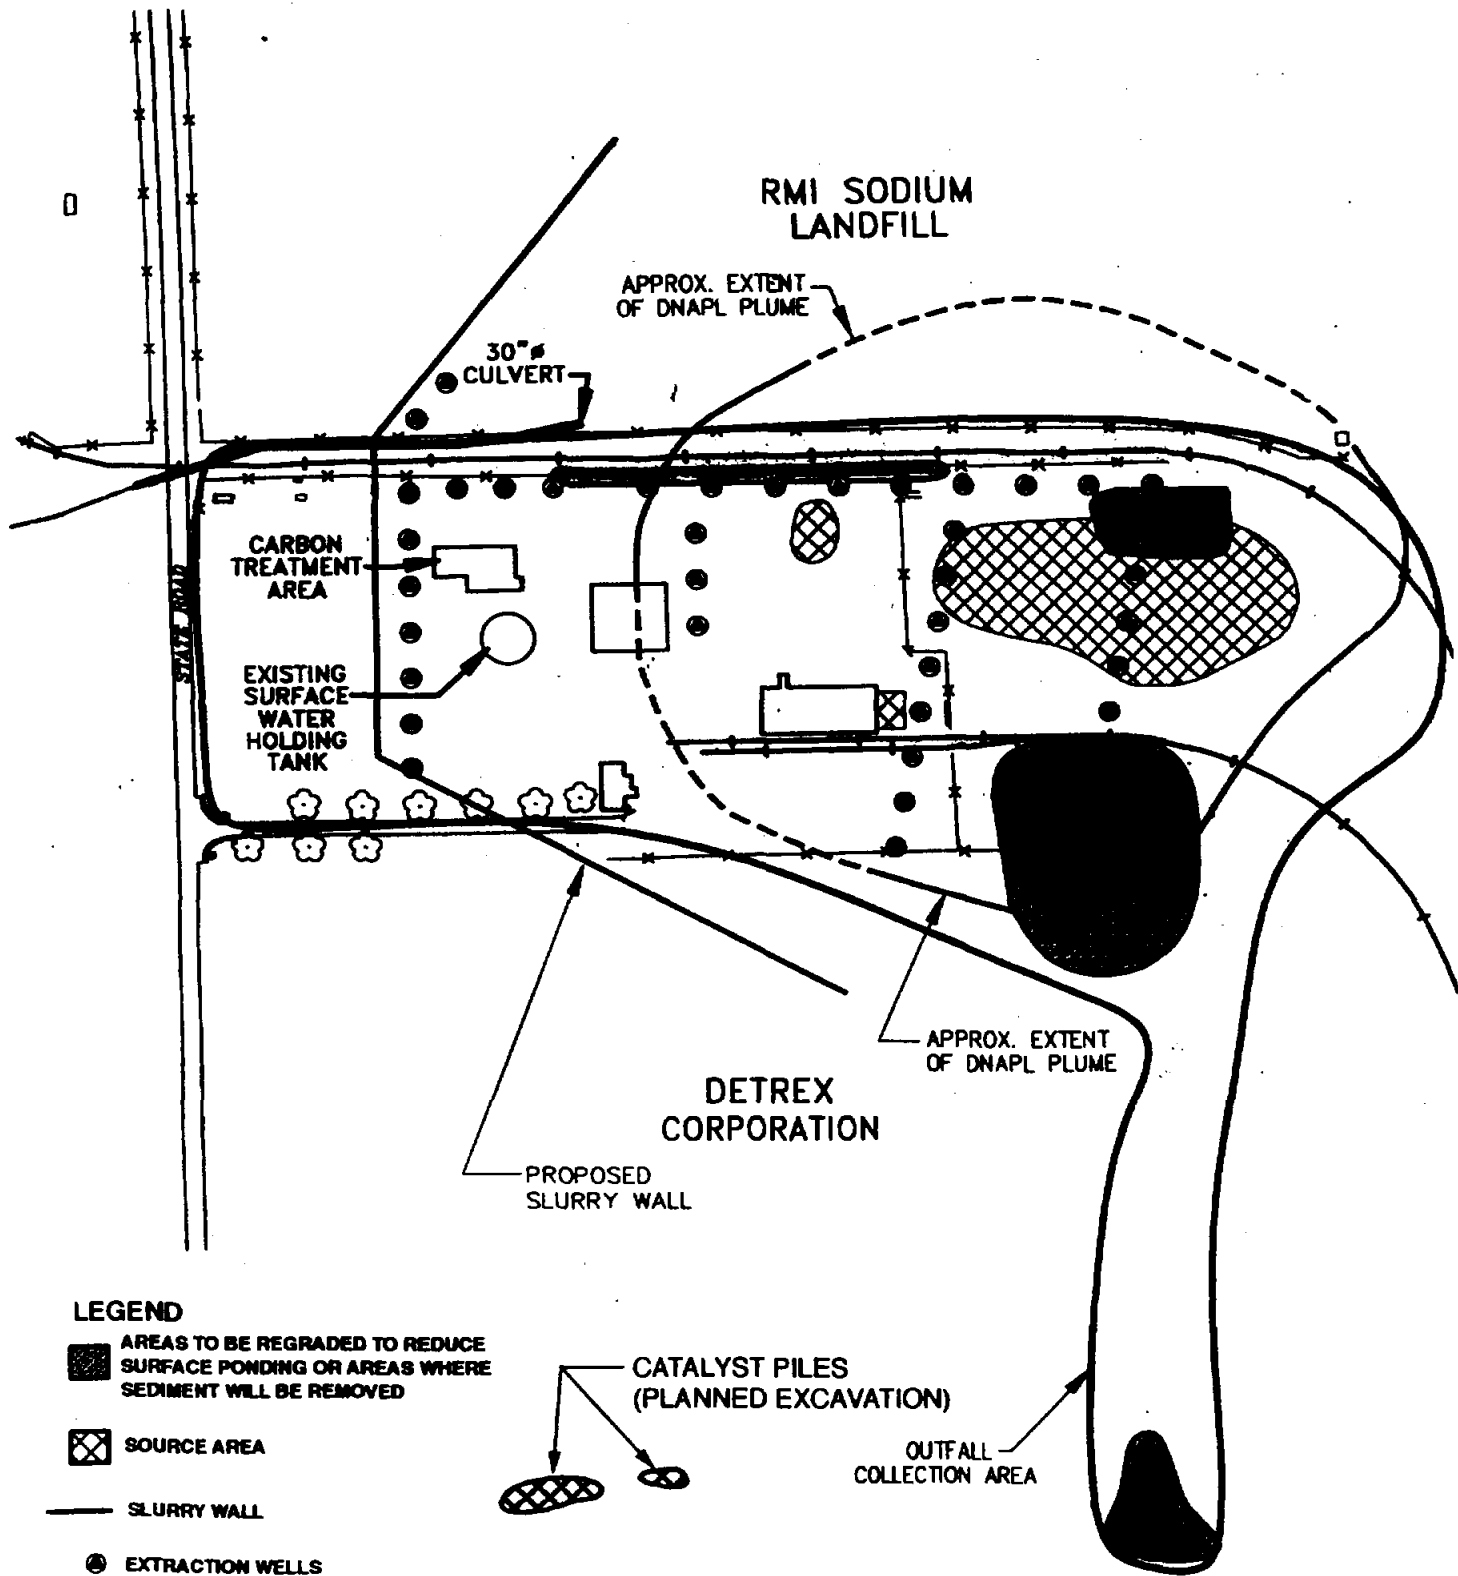 RMI SODIUM
LANDFILL
APPROX. EXTENT
OF DNAPL PLUME
30"ø
CULVERT
CARBON
TREATMENT
AREA
STATE ROAD
EXISTING
SURFACE
WATER
HOLDING
TANK
APPROX. EXTENT
OF DNAPL PLUME
DETREX
CORPORATION
PROPOSED
SLURRY WALL
LEGEND
AREAS TO BE REGRADED TO REDUCE
SURFACE PONDING OR AREAS WHERE
SEDIMENT WILL BE REMOVED
SOURCE AREA
SLURRY WALL
EXTRACTION WELLS
CATALYST PILES
(PLANNED EXCAVATION)
OUTFALL
COLLECTION AREA